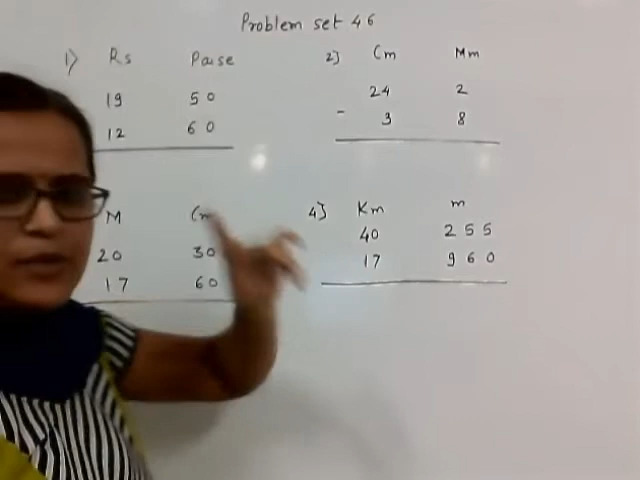 Problem set 46
1) Rs Paise
19 50
12 60
2) Cm Mm
24 2
- 3 8
M Cm
20 30
17 60
4) Km m
40 255
17 960